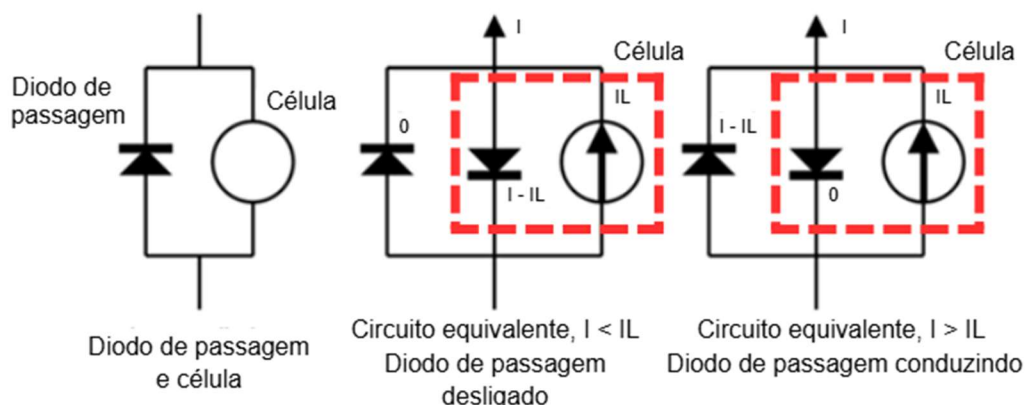 Diodo de
passagem
Célula
Diodo de passagem
e célula
I
Célula
0
IL
I - IL
Circuito equivalente, I < IL
Diodo de passagem
desligado
I
Célula
I - IL
IL
0
Circuito equivalente, I > IL
Diodo de passagem conduzindo